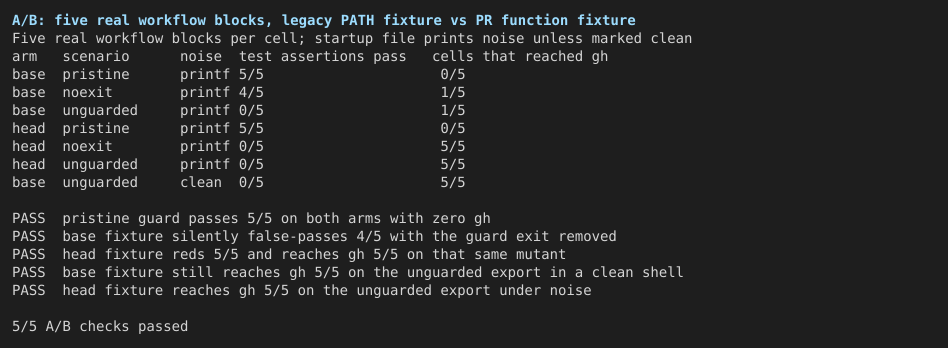 A/B: five real workflow blocks, legacy PATH fixture vs PR function fixture
Five real workflow blocks per cell; startup file prints noise unless marked clean
arm   scenario      noise  test assertions pass   cells that reached gh
base  pristine      printf 5/5                     0/5
base  noexit        printf 4/5                     1/5
base  unguarded     printf 0/5                     1/5
head  pristine      printf 5/5                     0/5
head  noexit        printf 0/5                     5/5
head  unguarded     printf 0/5                     5/5
base  unguarded     clean  0/5                     5/5

PASS  pristine guard passes 5/5 on both arms with zero gh
PASS  base fixture silently false-passes 4/5 with the guard exit removed
PASS  head fixture reds 5/5 and reaches gh 5/5 on that same mutant
PASS  base fixture still reaches gh 5/5 on the unguarded export in a clean shell
PASS  head fixture reaches gh 5/5 on the unguarded export under noise

5/5 A/B checks passed